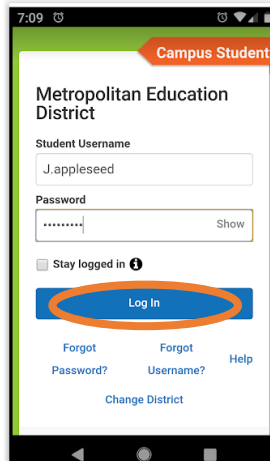 7:09
Campus Student
Metropolitan Education
District
Student Username
J.appleseed
Password
••••••••• Show
Stay logged in
Log In
Forgot Password? Forgot Username? Help
Change District